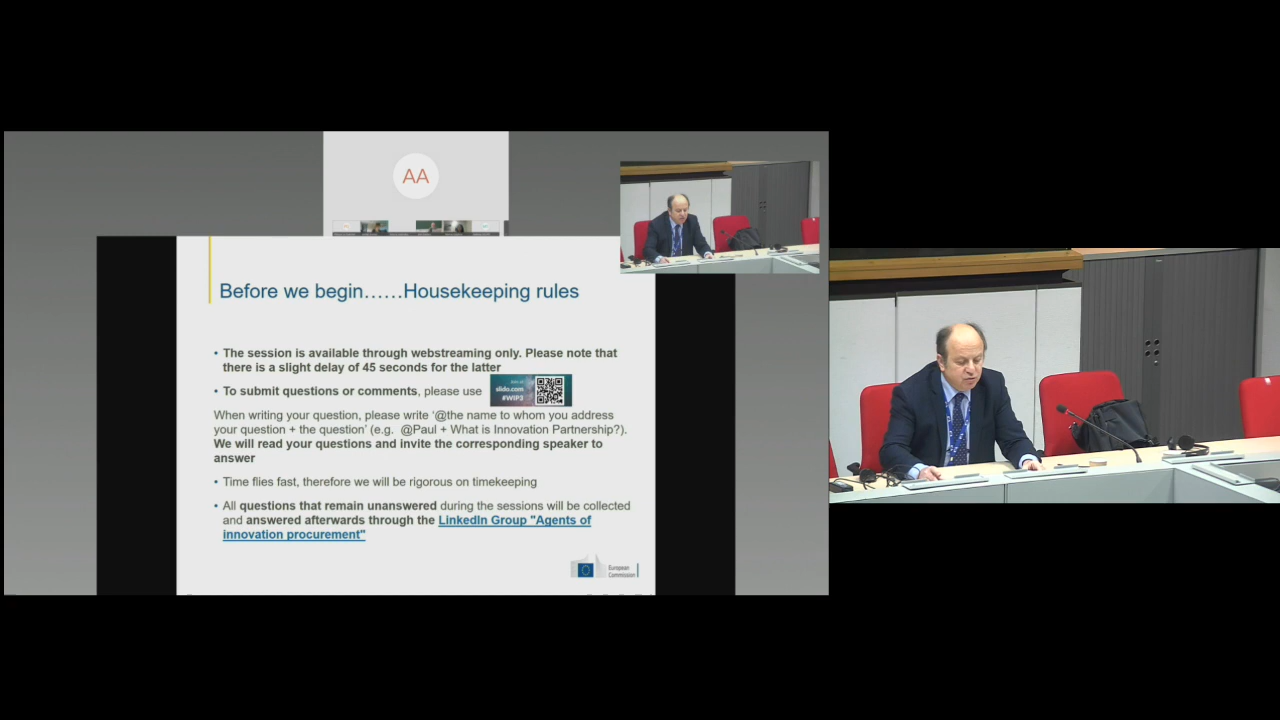 AA
Before we begin……Housekeeping rules
• The session is available through webstreaming only. Please note that
there is a slight delay of 45 seconds for the latter
• To submit questions or comments, please use
slido.com
#WIP3
When writing your question, please write ‘@the name to whom you address
your question + the question’ (e.g. @Paul + What is Innovation Partnership?).
We will read your questions and invite the corresponding speaker to
answer
• Time flies fast, therefore we will be rigorous on timekeeping
• All questions that remain unanswered during the sessions will be collected
and answered afterwards through the LinkedIn Group "Agents of
innovation procurement"
European
Commission